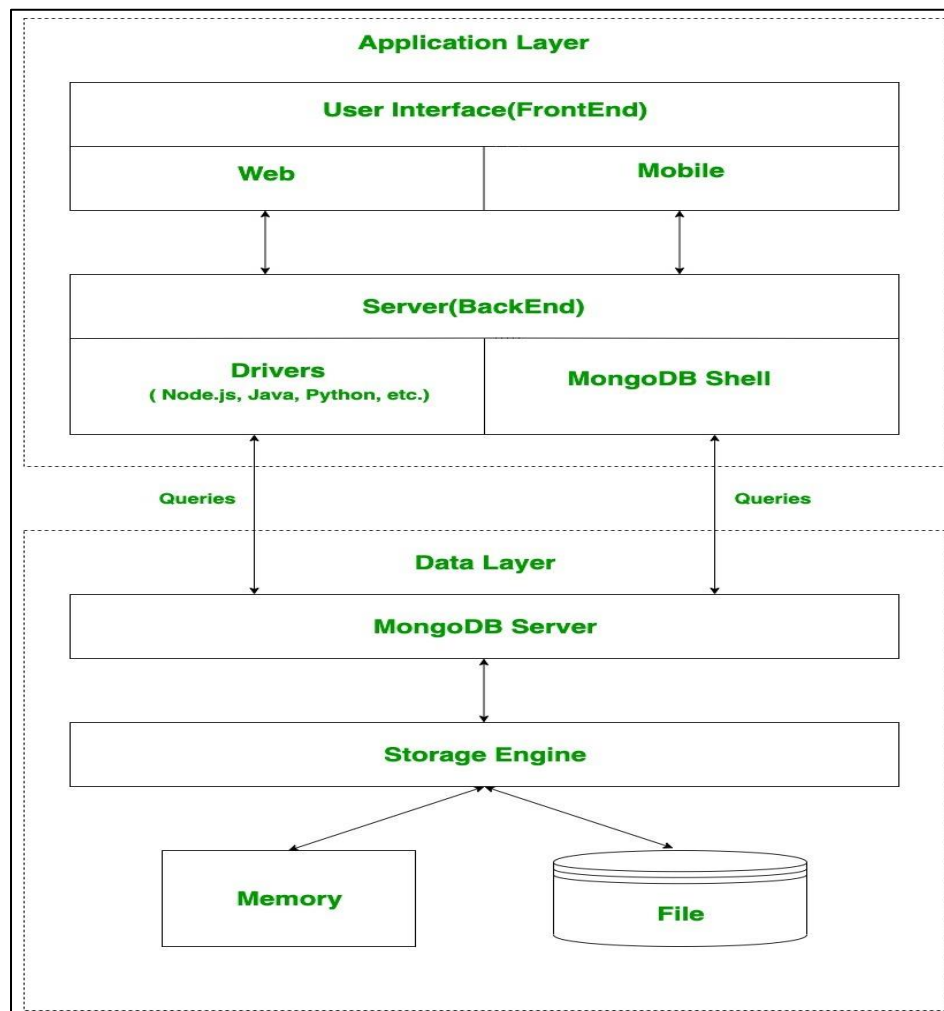 Application Layer
User Interface(FrontEnd)
Web
Mobile
Server(BackEnd)
Drivers
( Node.js, Java, Python, etc.)
MongoDB Shell
Queries
Queries
Data Layer
MongoDB Server
Storage Engine
Memory
File